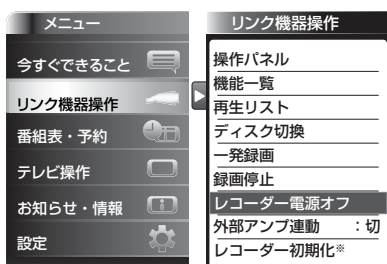 メニュー
今すぐできること
リンク機器操作
番組表・予約
テレビ操作
お知らせ・情報
設定
リンク機器操作
操作パネル
機能一覧
再生リスト
ディスク切換
一発録画
録画停止
レコーダー電源オフ
外部アンプ連動 ：切
レコーダー初期化※